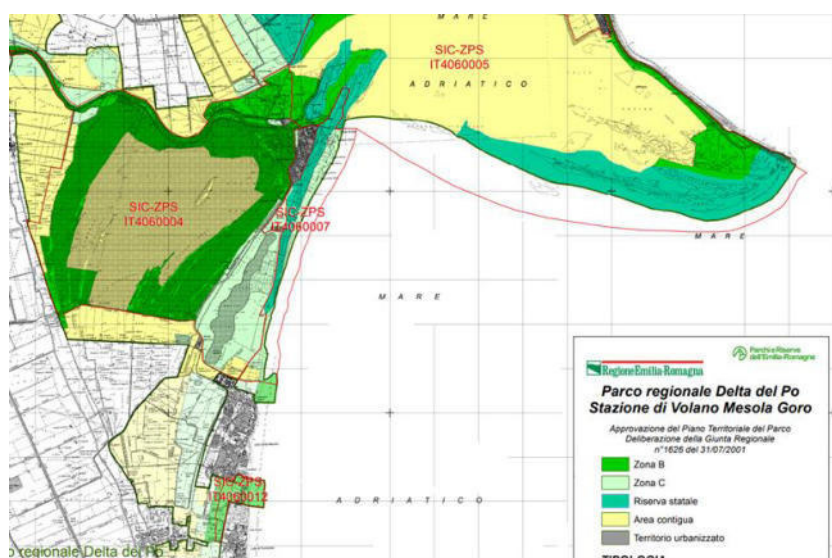 M A R E
SIC-ZPS
IT4060005
A D R I A T I C O
SIC-ZPS
IT4060004
SIC-ZPS
IT4060007
M A R E
M A R E
Parchi e Riserve
dell'Emilia-Romagna
RegioneEmilia-Romagna
Parco regionale Delta del Po
Stazione di Volano Mesola Goro
Approvazione del Piano Territoriale del Parco
Deliberazione della Giunta Regionale
n°1626 del 31/07/2001
Zona B
Zona C
Riserva statale
Area contigua
Territorio urbanizzato
TIPOLOGIA
SIC-ZPS
IT4060012
A D R I A T I C O
o regionale Delta del Po